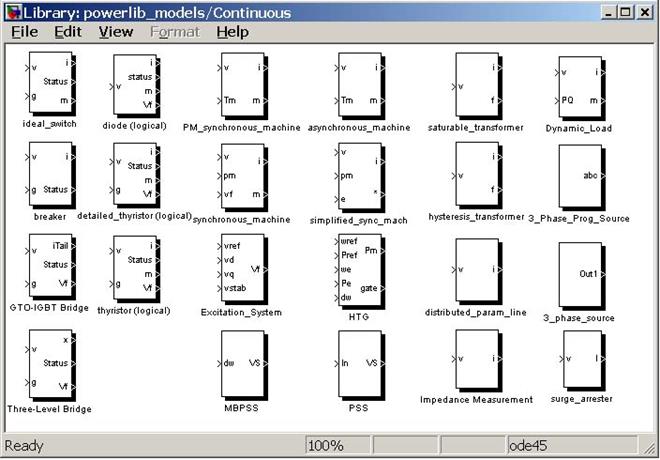 Library: powerlib_models/Continuous
File Edit View Format Help
v i Status g m
ideal_switch
v i status m Vf
diode (logical)
v i Tm m
PM_synchronous_machine
v i Tm m
asynchronous_machine
v i f
saturable_transformer
v i PQ m
Dynamic_Load
v i g Status
breaker
v i Status g m Vf
detailed_thyristor (logical)
v i pm vf m
synchronous_machine
v i pm e *
simplified_sync_mach
v i f
hysteresis_transformer
abc
3_Phase_Prog_Source
v iTail Status g Vf
GTO-IGBT Bridge
v i Status g m Vf
thyristor (logical)
vref vd vq vstab Vf
Excitation_System
wref Pref we Pe dw Pm gate
HTG
v i
distributed_param_line
Out1
3_phase_source
v x Status g Vf
Three-Level Bridge
dw VS
MBPSS
In VS
PSS
v i
Impedance Measurement
v I
surge_arrester
Ready 100% ode45